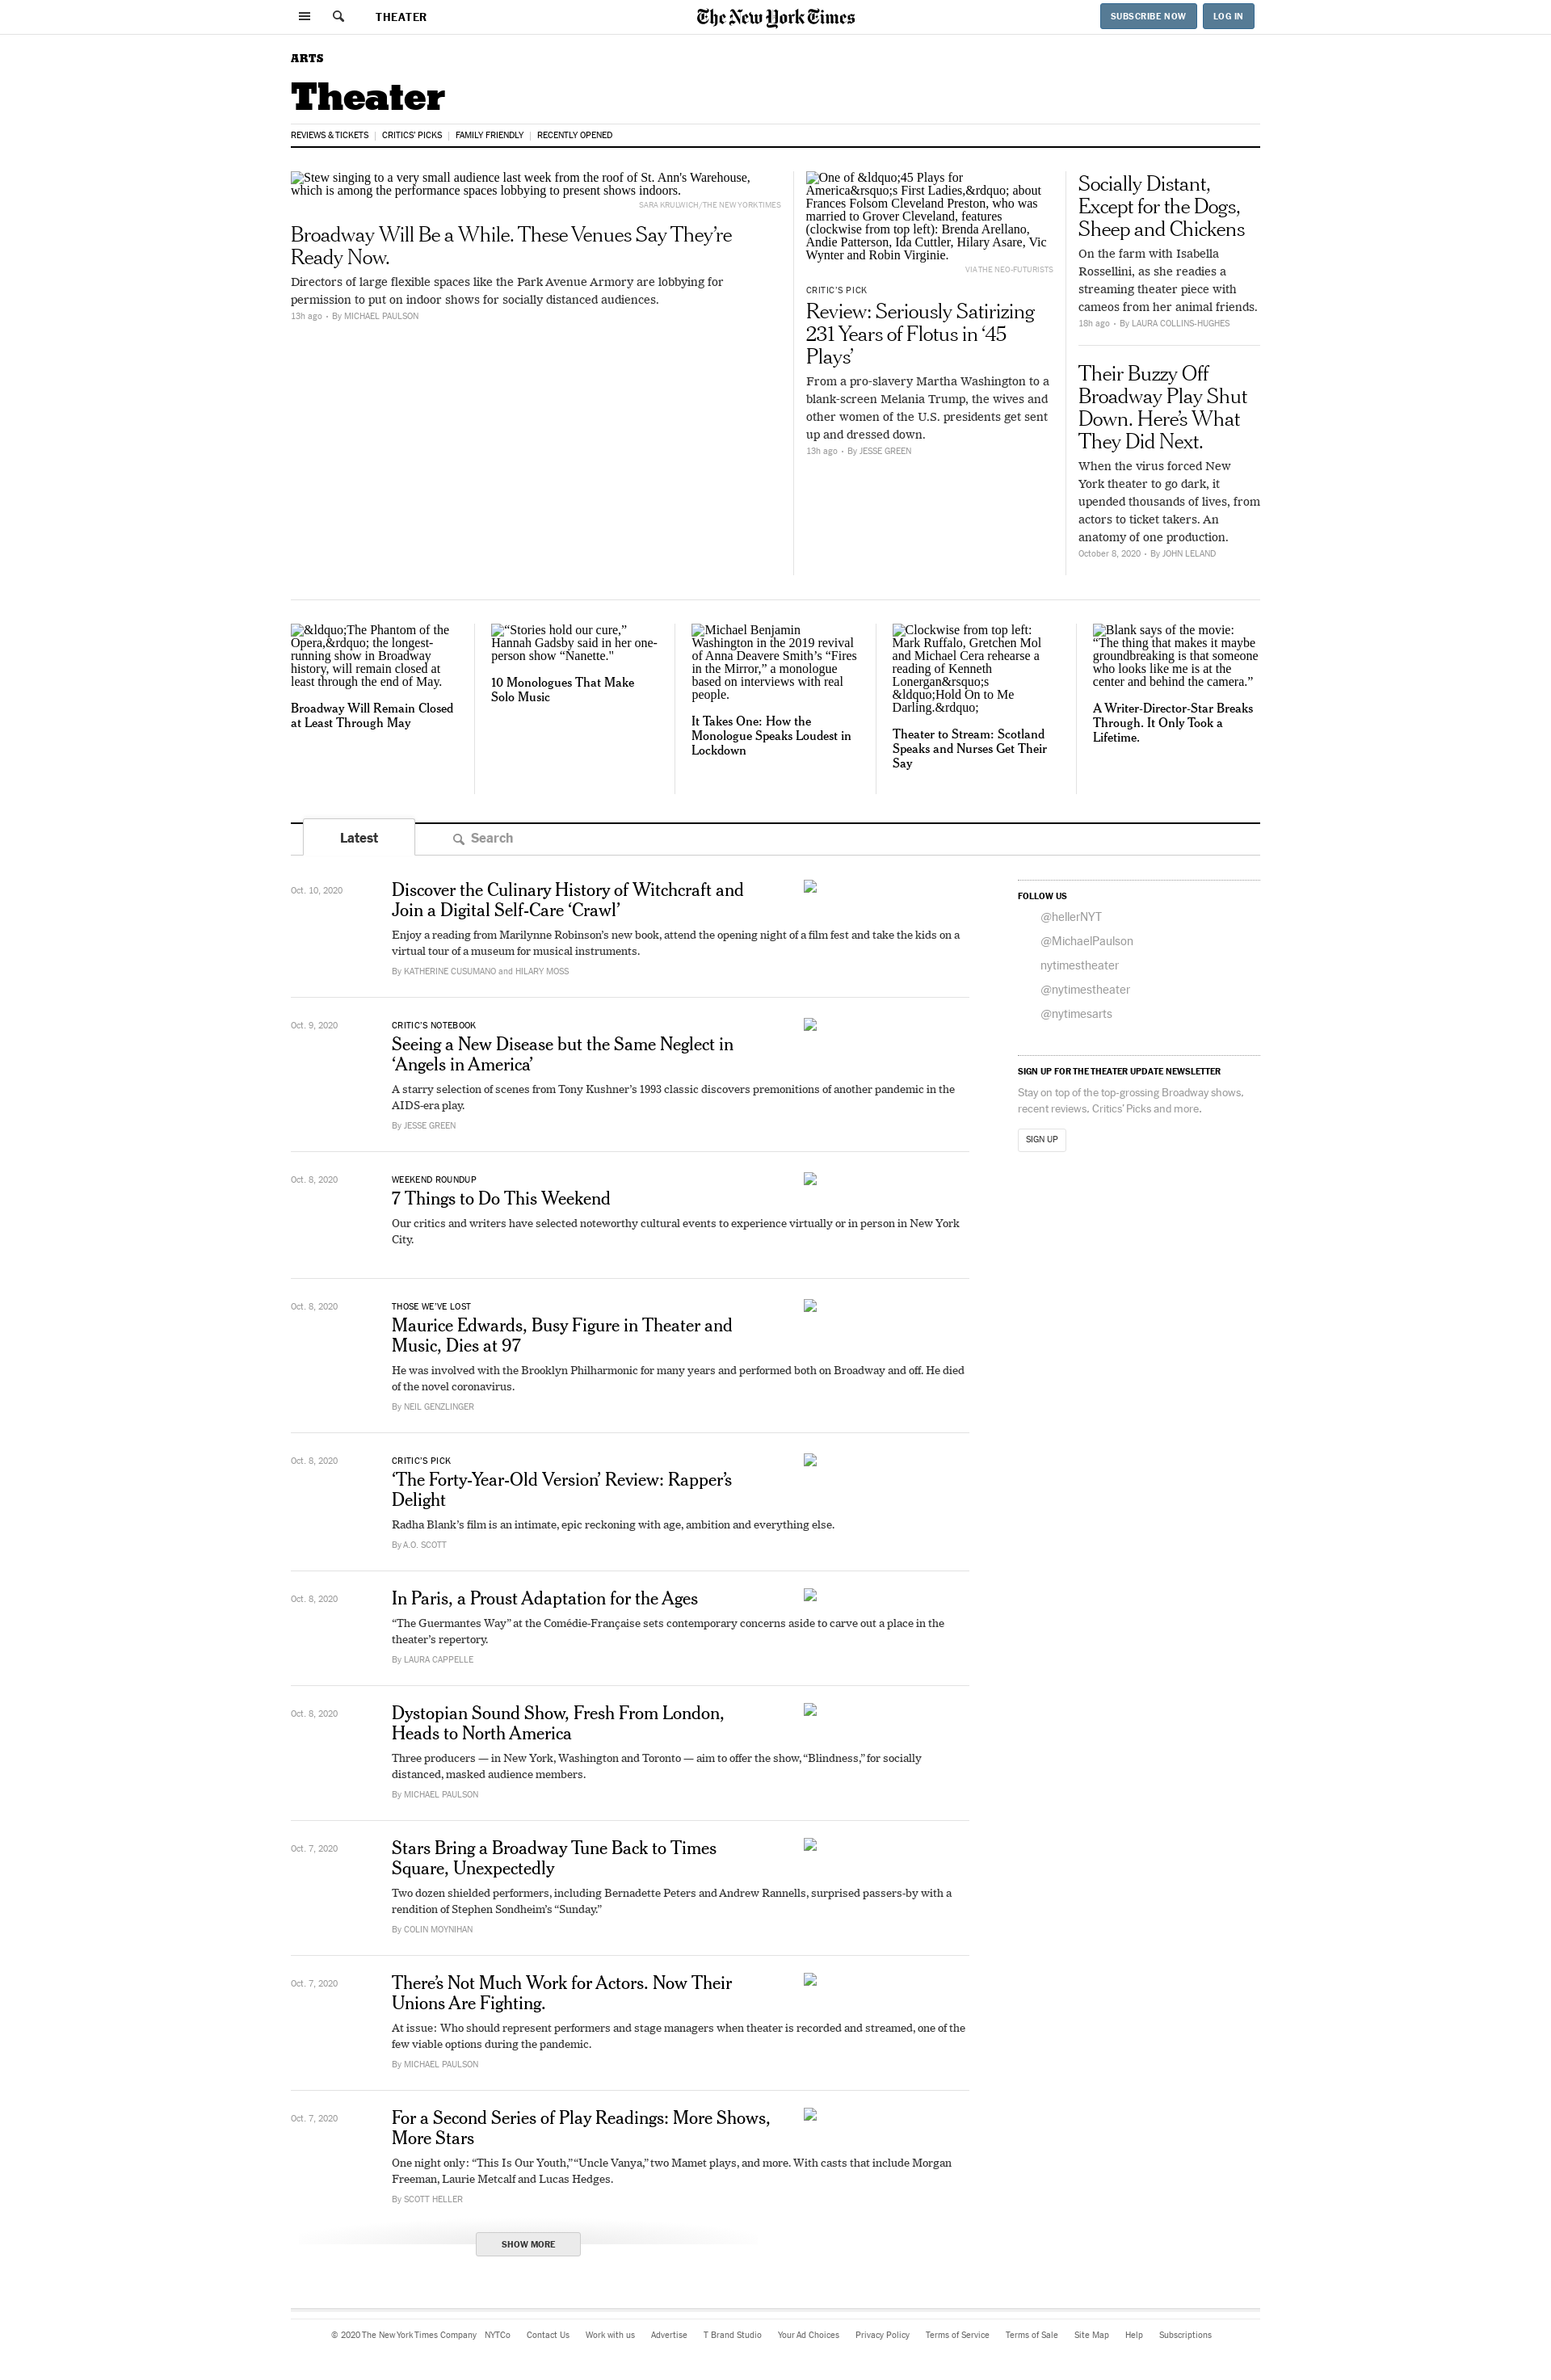 THEATER
The New York Times
SUBSCRIBE NOW
LOG IN
ARTS
Theater
REVIEWS & TICKETS
CRITICS' PICKS
FAMILY FRIENDLY
RECENTLY OPENED
Stew singing to a very small audience last week from the roof of St. Ann's Warehouse,
which is among the performance spaces lobbying to present shows indoors.
SARA KRULWICH/THE NEW YORK TIMES
Broadway Will Be a While. These Venues Say They’re
Ready Now.
Directors of large flexible spaces like the Park Avenue Armory are lobbying for
permission to put on indoor shows for socially distanced audiences.
13h ago • By MICHAEL PAULSON
One of &ldquo;45 Plays for
America&rsquo;s First Ladies,&rdquo; about
Frances Folsom Cleveland Preston, who was
married to Grover Cleveland, features
(clockwise from top left): Brenda Arellano,
Andie Patterson, Ida Cuttler, Hilary Asare, Vic
Wynter and Robin Virginie.
VIA THE NEO-FUTURISTS
CRITIC’S PICK
Review: Seriously Satirizing
231 Years of Flotus in ‘45
Plays’
From a pro-slavery Martha Washington to a
blank-screen Melania Trump, the wives and
other women of the U.S. presidents get sent
up and dressed down.
13h ago • By JESSE GREEN
Socially Distant,
Except for the Dogs,
Sheep and Chickens
On the farm with Isabella
Rossellini, as she readies a
streaming theater piece with
cameos from her animal friends.
18h ago • By LAURA COLLINS-HUGHES
Their Buzzy Off
Broadway Play Shut
Down. Here’s What
They Did Next.
When the virus forced New
York theater to go dark, it
upended thousands of lives, from
actors to ticket takers. An
anatomy of one production.
October 8, 2020 • By JOHN LELAND
&ldquo;The Phantom of the
Opera,&rdquo; the longest-
running show in Broadway
history, will remain closed at
least through the end of May.
Broadway Will Remain Closed
at Least Through May
“Stories hold our cure,”
Hannah Gadsby said in her one-
person show “Nanette."
10 Monologues That Make
Solo Music
Michael Benjamin
Washington in the 2019 revival
of Anna Deavere Smith’s “Fires
in the Mirror,” a monologue
based on interviews with real
people.
It Takes One: How the
Monologue Speaks Loudest in
Lockdown
Clockwise from top left:
Mark Ruffalo, Gretchen Mol
and Michael Cera rehearse a
reading of Kenneth
Lonergan&rsquo;s
&ldquo;Hold On to Me
Darling.&rdquo;
Theater to Stream: Scotland
Speaks and Nurses Get Their
Say
Blank says of the movie:
“The thing that makes it maybe
groundbreaking is that someone
who looks like me is at the
center and behind the camera.”
A Writer-Director-Star Breaks
Through. It Only Took a
Lifetime.
Latest
Search
Oct. 10, 2020
Discover the Culinary History of Witchcraft and
Join a Digital Self-Care ‘Crawl’
Enjoy a reading from Marilynne Robinson’s new book, attend the opening night of a film fest and take the kids on a
virtual tour of a museum for musical instruments.
By KATHERINE CUSUMANO and HILARY MOSS
Oct. 9, 2020
CRITIC’S NOTEBOOK
Seeing a New Disease but the Same Neglect in
‘Angels in America’
A starry selection of scenes from Tony Kushner’s 1993 classic discovers premonitions of another pandemic in the
AIDS-era play.
By JESSE GREEN
Oct. 8, 2020
WEEKEND ROUNDUP
7 Things to Do This Weekend
Our critics and writers have selected noteworthy cultural events to experience virtually or in person in New York
City.
Oct. 8, 2020
THOSE WE’VE LOST
Maurice Edwards, Busy Figure in Theater and
Music, Dies at 97
He was involved with the Brooklyn Philharmonic for many years and performed both on Broadway and off. He died
of the novel coronavirus.
By NEIL GENZLINGER
Oct. 8, 2020
CRITIC’S PICK
‘The Forty-Year-Old Version’ Review: Rapper’s
Delight
Radha Blank’s film is an intimate, epic reckoning with age, ambition and everything else.
By A.O. SCOTT
Oct. 8, 2020
In Paris, a Proust Adaptation for the Ages
“The Guermantes Way” at the Comédie-Française sets contemporary concerns aside to carve out a place in the
theater’s repertory.
By LAURA CAPPELLE
Oct. 8, 2020
Dystopian Sound Show, Fresh From London,
Heads to North America
Three producers — in New York, Washington and Toronto — aim to offer the show, “Blindness,” for socially
distanced, masked audience members.
By MICHAEL PAULSON
Oct. 7, 2020
Stars Bring a Broadway Tune Back to Times
Square, Unexpectedly
Two dozen shielded performers, including Bernadette Peters and Andrew Rannells, surprised passers-by with a
rendition of Stephen Sondheim’s “Sunday.”
By COLIN MOYNIHAN
Oct. 7, 2020
There’s Not Much Work for Actors. Now Their
Unions Are Fighting.
At issue: Who should represent performers and stage managers when theater is recorded and streamed, one of the
few viable options during the pandemic.
By MICHAEL PAULSON
Oct. 7, 2020
For a Second Series of Play Readings: More Shows,
More Stars
One night only: “This Is Our Youth,” “Uncle Vanya,” two Mamet plays, and more. With casts that include Morgan
Freeman, Laurie Metcalf and Lucas Hedges.
By SCOTT HELLER
SHOW MORE
FOLLOW US
@hellerNYT
@MichaelPaulson
nytimestheater
@nytimestheater
@nytimesarts
SIGN UP FOR THE THEATER UPDATE NEWSLETTER
Stay on top of the top-grossing Broadway shows,
recent reviews, Critics’ Picks and more.
SIGN UP
© 2020 The New York Times Company
NYTCo
Contact Us
Work with us
Advertise
T Brand Studio
Your Ad Choices
Privacy Policy
Terms of Service
Terms of Sale
Site Map
Help
Subscriptions